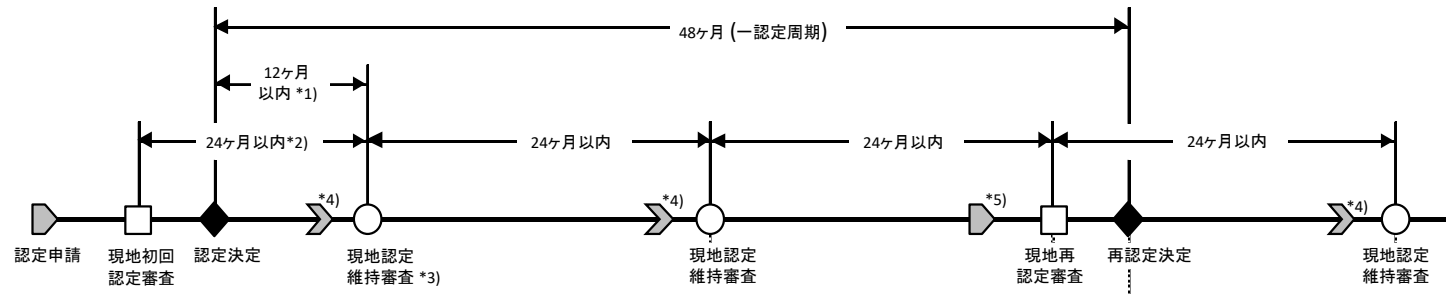 48ヶ月 (一認定周期)
12ヶ月
以内 *1)
24ヶ月以内*2)
24ヶ月以内
24ヶ月以内
24ヶ月以内
*4)
*4)
*5)
*4)
認定申請
現地初回
認定審査
認定決定
現地認定
維持審査 *3)
現地認定
維持審査
現地再
認定審査
再認定決定
現地認定
維持審査